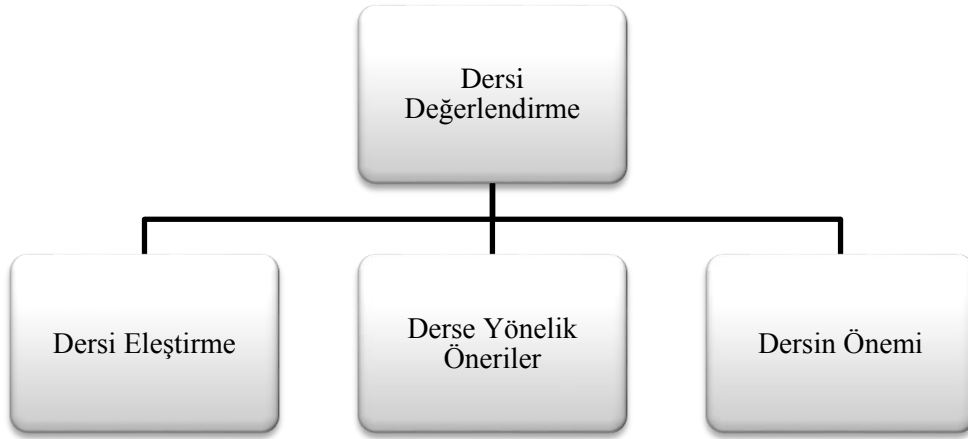 Dersi
Değerlendirme
Dersi Eleştirme
Derse Yönelik
Öneriler
Dersin Önemi